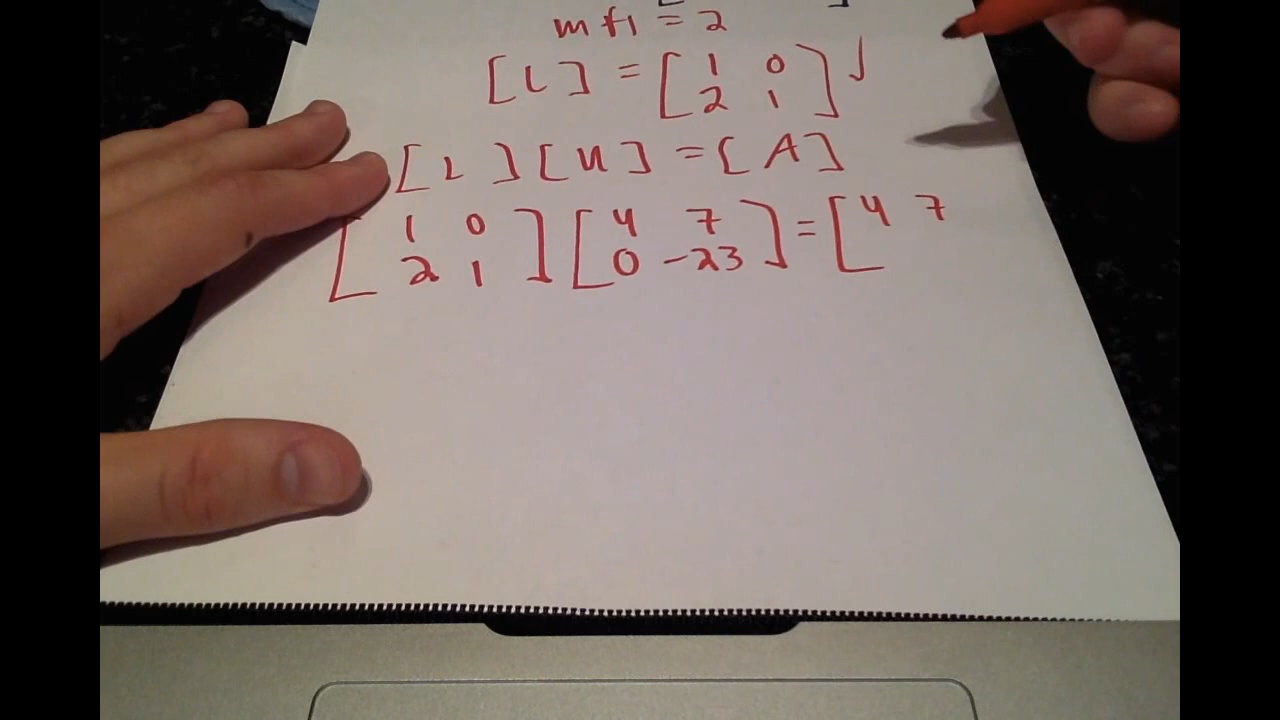 m f1 = 2
[ L ] = [ 1 0
2 1 ] ✓
[ L ] [ U ] = [ A ]
[ 1 0 ] [ 4 7 ] = [ 4 7
2 1 0 -23